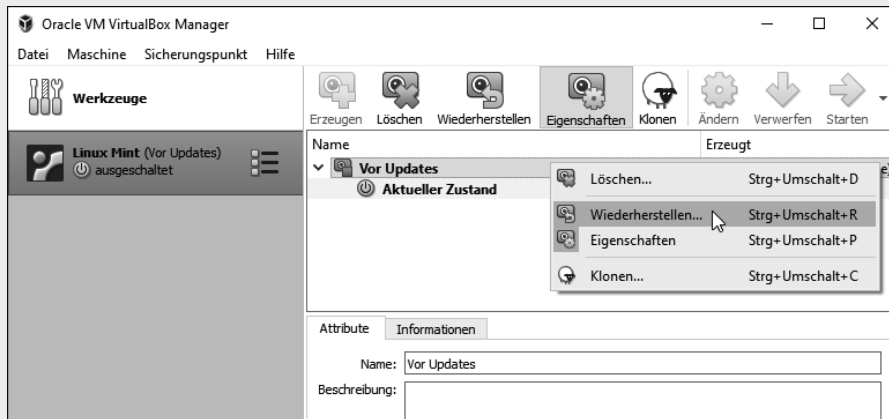 Oracle VM VirtualBox Manager
Datei Maschine Sicherungspunkt Hilfe
Werkzeuge
Erzeugen Löschen Wiederherstellen Eigenschaften Klonen Ändern Verwerfen Starten
Linux Mint (Vor Updates)
ausgeschaltet
Name Erzeugt
Vor Updates
Aktueller Zustand
Löschen... Strg+Umschalt+D
Wiederherstellen... Strg+Umschalt+R
Eigenschaften Strg+Umschalt+P
Klonen... Strg+Umschalt+C
Attribute Informationen
Name: Vor Updates
Beschreibung: